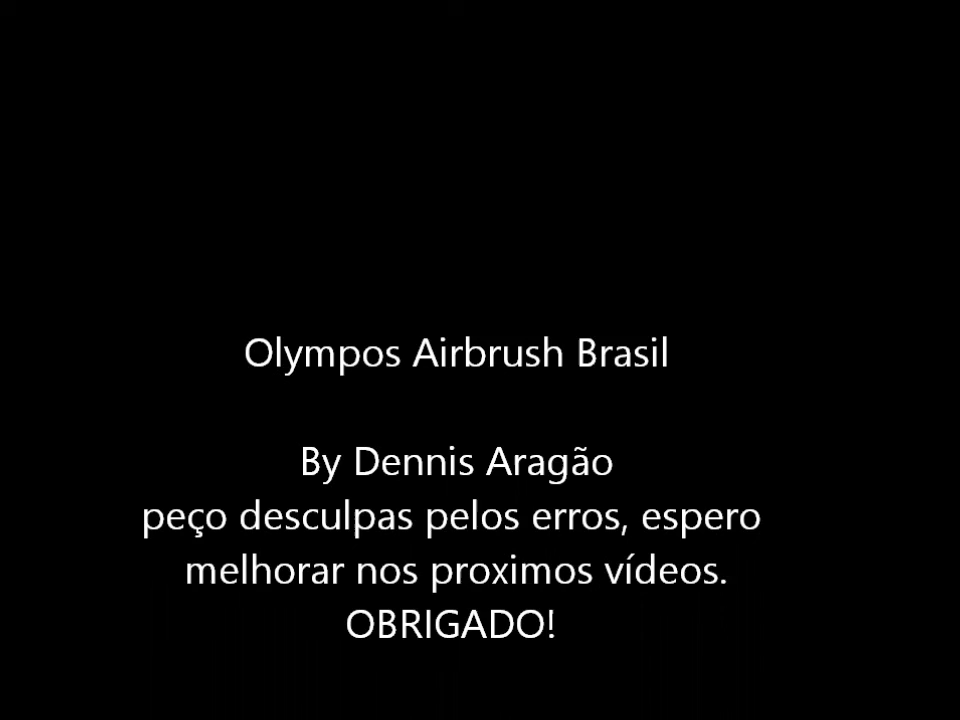 Olympos Airbrush Brasil
By Dennis Aragão
peço desculpas pelos erros, espero
melhorar nos proximos vídeos.
OBRIGADO!